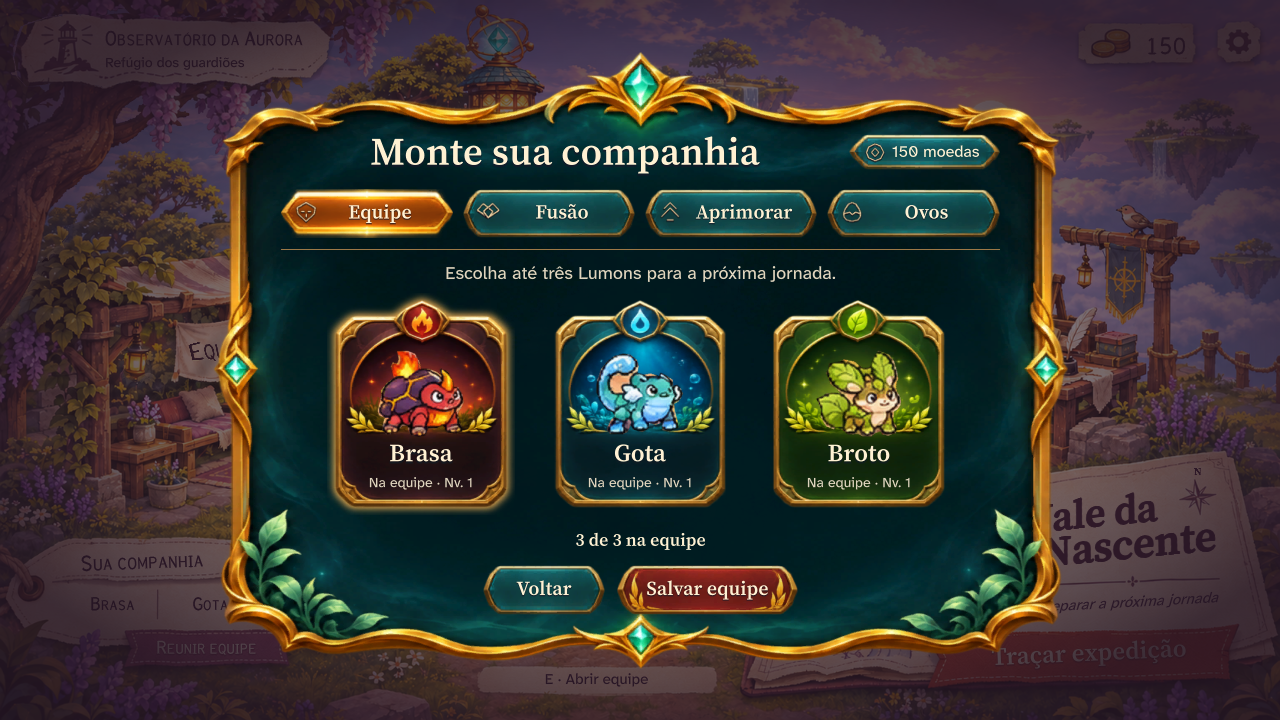 OBSERVATÓRIO DA AURORA
Refúgio dos guardiões
150
Monte sua companhia
150 moedas
Equipe
Fusão
Aprimorar
Ovos
Escolha até três Lumons para a próxima jornada.
Brasa
Na equipe · Nv. 1
Gota
Na equipe · Nv. 1
Broto
Na equipe · Nv. 1
3 de 3 na equipe
Voltar
Salvar equipe
SUA COMPANHIA
BRASA
GOTA
REUNIR EQUIPE
E · Abrir equipe
N
Nascente
a próxima jornada
Traçar expedição